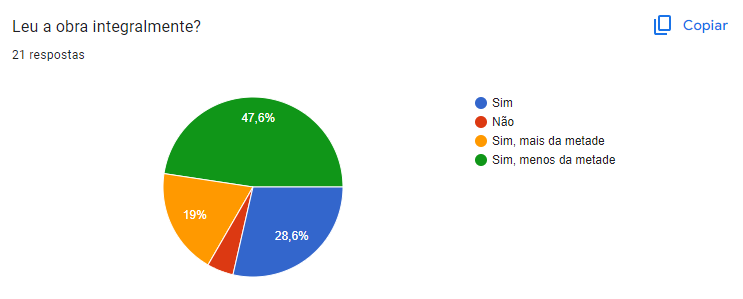 Leu a obra integralmente?
Copiar
21 respostas
47,6%
19%
28,6%
Sim
Não
Sim, mais da metade
Sim, menos da metade